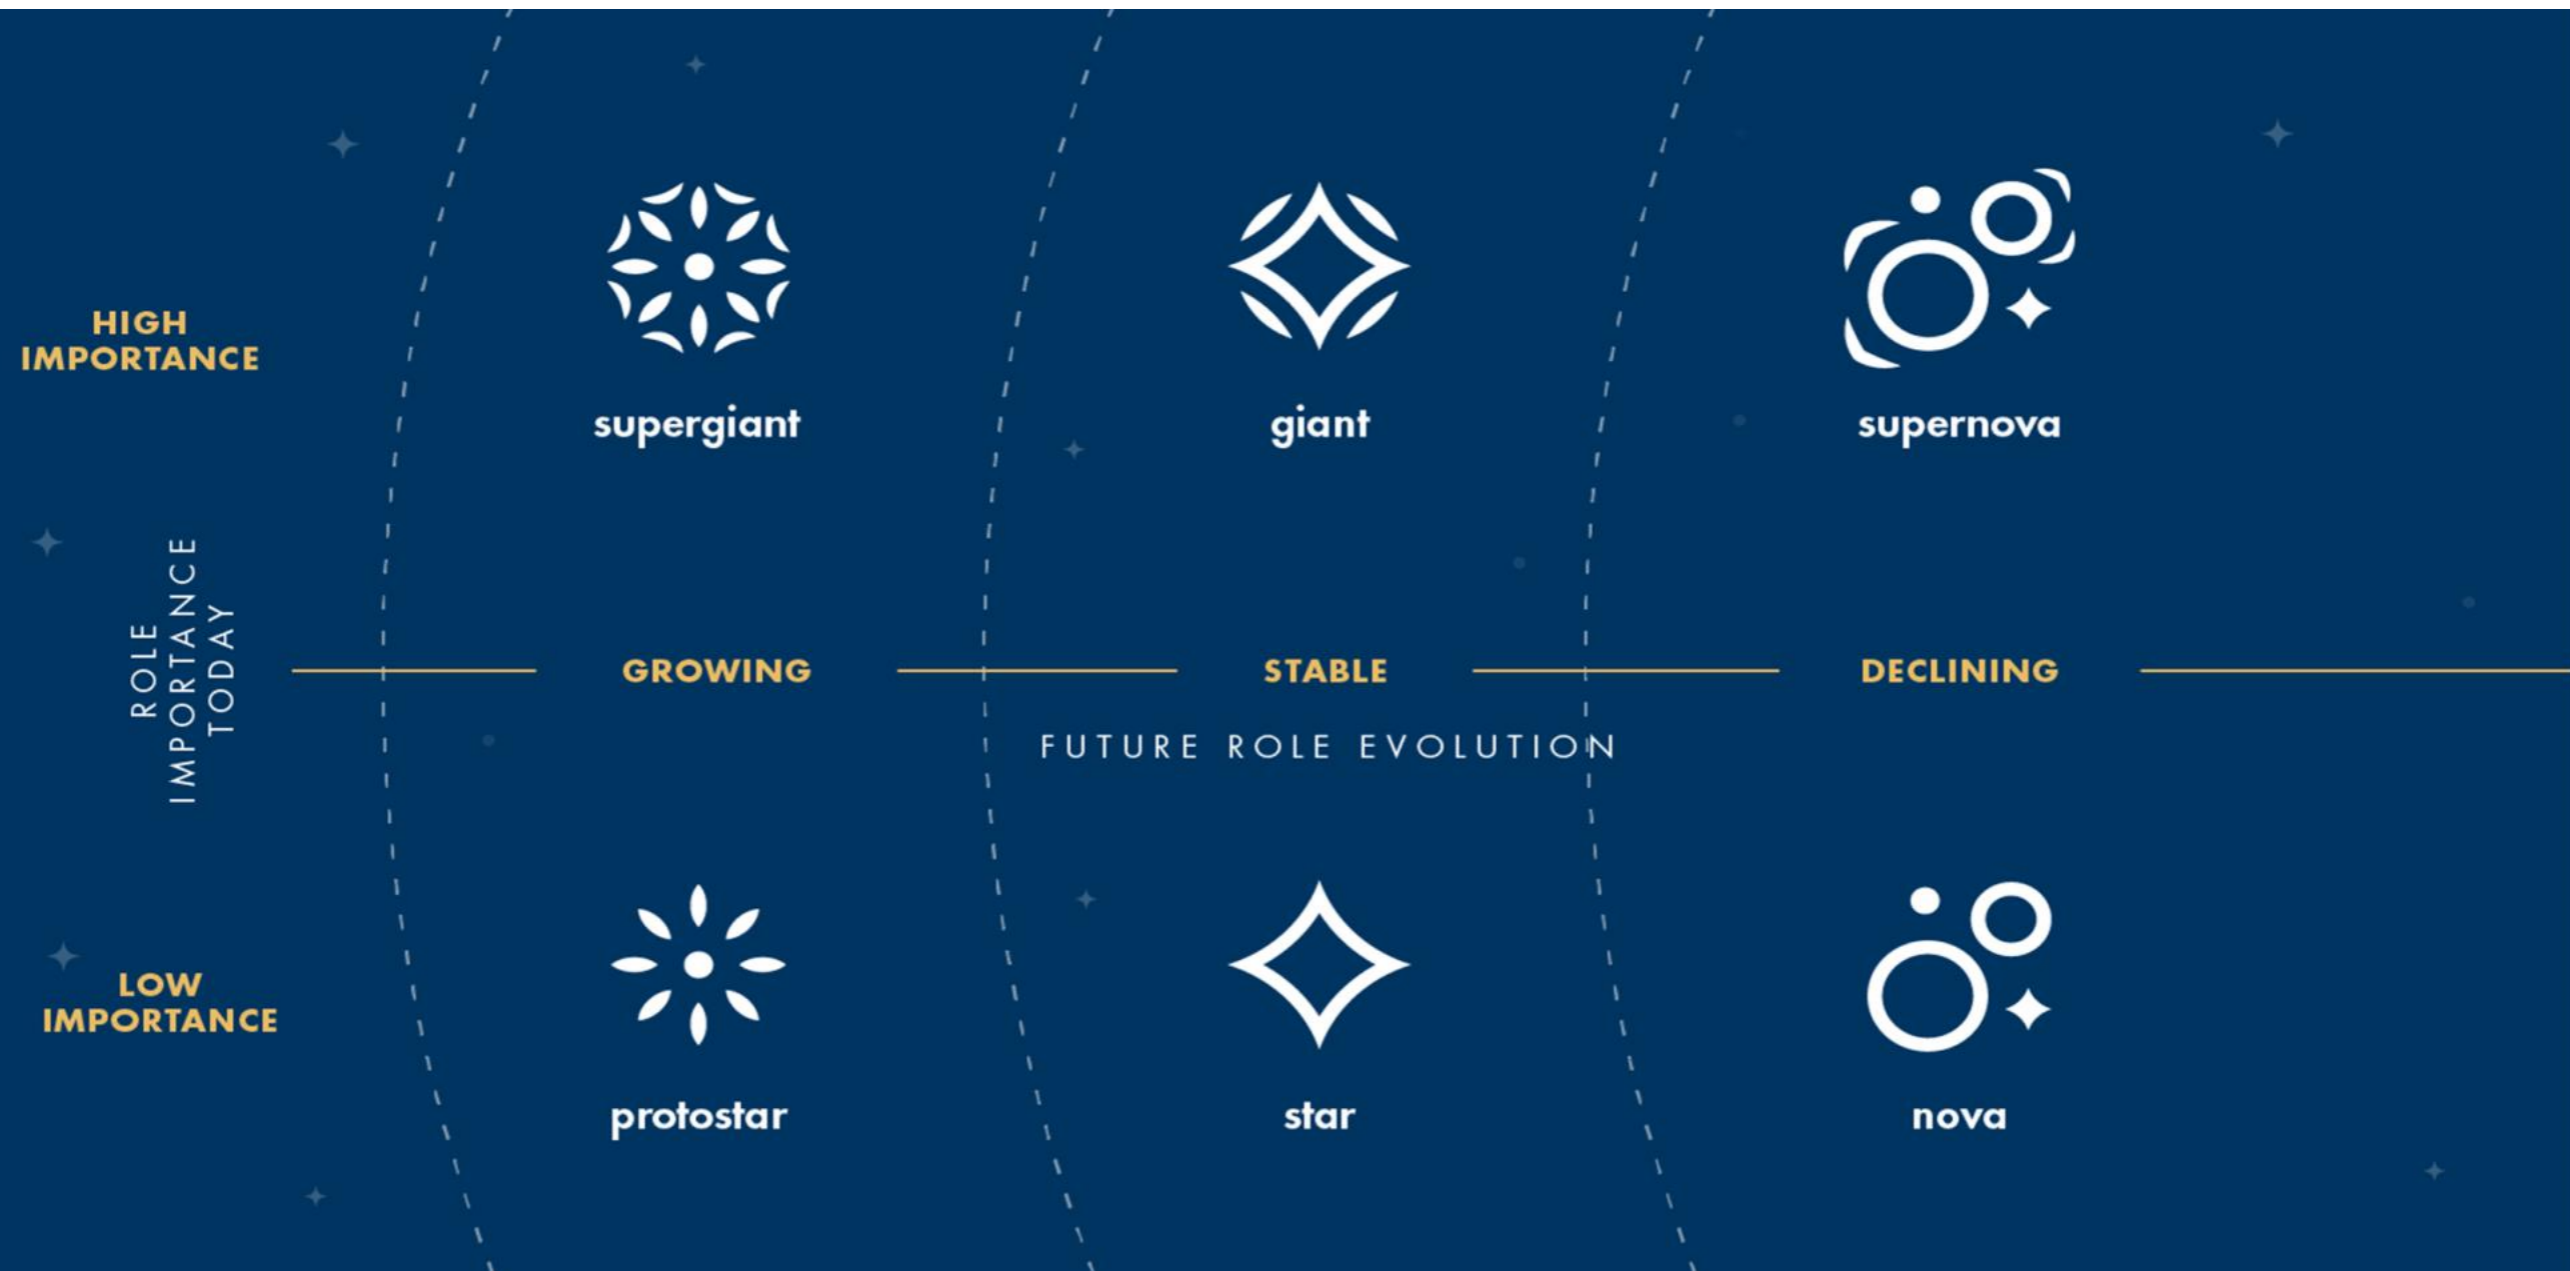 HIGH
IMPORTANCE
supergiant
giant
supernova
ROLE
IMPORTANCE
TODAY
GROWING
STABLE
DECLINING
FUTURE ROLE EVOLUTION
LOW
IMPORTANCE
protostar
star
nova